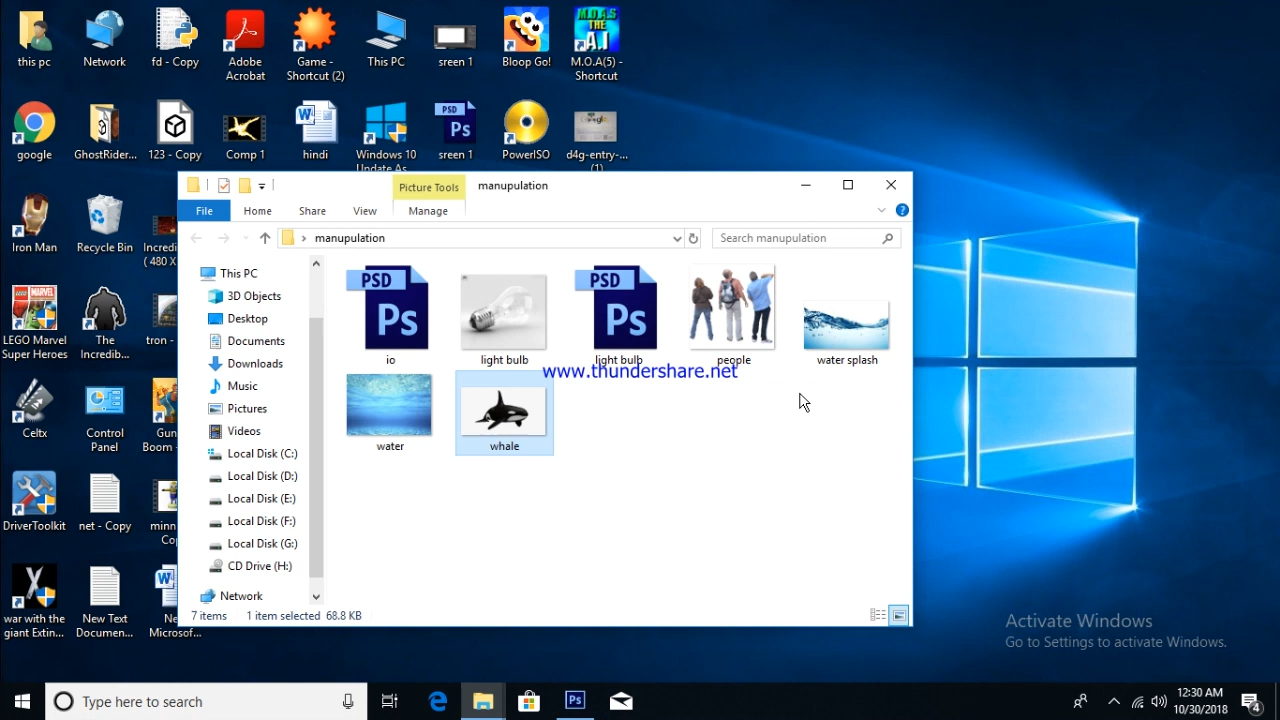 this pc
Network
fd - Copy
Adobe
Acrobat
Game -
Shortcut (2)
This PC
sreen 1
Bloop Go!
M.O.A.S
THE
A.I
M.O.A(5) -
Shortcut
google
GhostRider...
123 - Copy
Comp 1
hindi
Windows 10
Update As
PSD
Ps
sreen 1
PowerISO
d4g-entry-...
(1)
Picture Tools
manupulation
File
Home
Share
View
Manage
manupulation
Search manupulation
Iron Man
Recycle Bin
Incredi
( 480 X
LEGO Marvel
Super Heroes
The
Incredib...
tron -
Celtx
Control
Panel
Gun
Boom -
DriverToolkit
net - Copy
minn
Co
war with the
giant Extin...
New Text
Documen...
Ne
Microsof...
This PC
3D Objects
Desktop
Documents
Downloads
Music
Pictures
Videos
Local Disk (C:)
Local Disk (D:)
Local Disk (E:)
Local Disk (F:)
Local Disk (G:)
CD Drive (H:)
Network
PSD
Ps
io
light bulb
PSD
Ps
light bulb
people
water splash
www.thundershare.net
water
whale
7 items
1 item selected 68.8 KB
Activate Windows
Go to Settings to activate Windows.
Type here to search
Ps
12:30 AM
10/30/2018
4